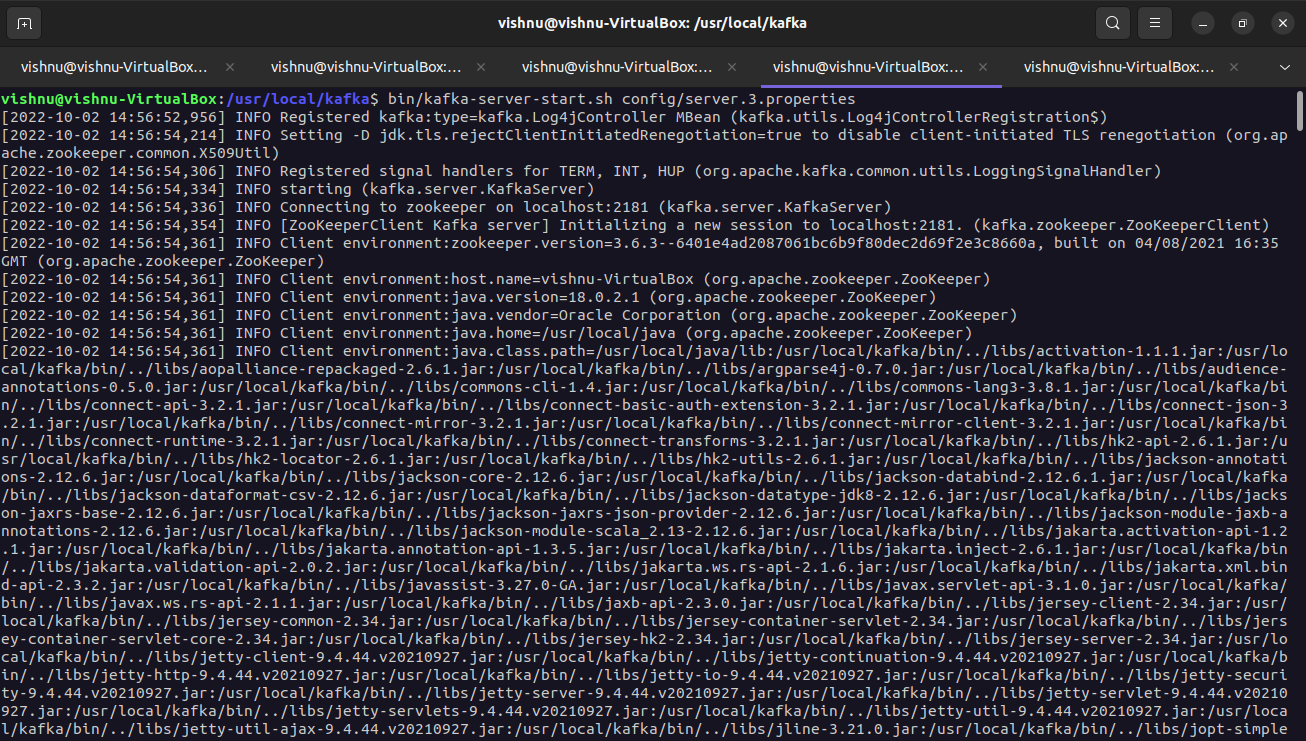 vishnu@vishnu-VirtualBox: /usr/local/kafka
vishnu@vishnu-VirtualBox... × vishnu@vishnu-VirtualBox:... × vishnu@vishnu-VirtualBox:... × vishnu@vishnu-VirtualBox:... × vishnu@vishnu-VirtualBox:... ×
vishnu@vishnu-VirtualBox:/usr/local/kafka$ bin/kafka-server-start.sh config/server.3.properties
[2022-10-02 14:56:52,956] INFO Registered kafka:type=kafka.Log4jController MBean (kafka.utils.Log4jControllerRegistration$)
[2022-10-02 14:56:54,214] INFO Setting -D jdk.tls.rejectClientInitiatedRenegotiation=true to disable client-initiated TLS renegotiation (org.ap
ache.zookeeper.common.X509Util)
[2022-10-02 14:56:54,306] INFO Registered signal handlers for TERM, INT, HUP (org.apache.kafka.common.utils.LoggingSignalHandler)
[2022-10-02 14:56:54,334] INFO starting (kafka.server.KafkaServer)
[2022-10-02 14:56:54,336] INFO Connecting to zookeeper on localhost:2181 (kafka.server.KafkaServer)
[2022-10-02 14:56:54,354] INFO [ZooKeeperClient Kafka server] Initializing a new session to localhost:2181. (kafka.zookeeper.ZooKeeperClient)
[2022-10-02 14:56:54,361] INFO Client environment:zookeeper.version=3.6.3--6401e4ad2087061bc6b9f80dec2d69f2e3c8660a, built on 04/08/2021 16:35
GMT (org.apache.zookeeper.ZooKeeper)
[2022-10-02 14:56:54,361] INFO Client environment:host.name=vishnu-VirtualBox (org.apache.zookeeper.ZooKeeper)
[2022-10-02 14:56:54,361] INFO Client environment:java.version=18.0.2.1 (org.apache.zookeeper.ZooKeeper)
[2022-10-02 14:56:54,361] INFO Client environment:java.vendor=Oracle Corporation (org.apache.zookeeper.ZooKeeper)
[2022-10-02 14:56:54,361] INFO Client environment:java.home=/usr/local/java (org.apache.zookeeper.ZooKeeper)
[2022-10-02 14:56:54,361] INFO Client environment:java.class.path=/usr/local/java/lib:/usr/local/kafka/bin/../libs/activation-1.1.1.jar:/usr/lo
cal/kafka/bin/../libs/aopalliance-repackaged-2.6.1.jar:/usr/local/kafka/bin/../libs/argparse4j-0.7.0.jar:/usr/local/kafka/bin/../libs/audience-
annotations-0.5.0.jar:/usr/local/kafka/bin/../libs/commons-cli-1.4.jar:/usr/local/kafka/bin/../libs/commons-lang3-3.8.1.jar:/usr/local/kafka/bi
n/../libs/connect-api-3.2.1.jar:/usr/local/kafka/bin/../libs/connect-basic-auth-extension-3.2.1.jar:/usr/local/kafka/bin/../libs/connect-json-3
.2.1.jar:/usr/local/kafka/bin/../libs/connect-mirror-3.2.1.jar:/usr/local/kafka/bin/../libs/connect-mirror-client-3.2.1.jar:/usr/local/kafka/bi
n/../libs/connect-runtime-3.2.1.jar:/usr/local/kafka/bin/../libs/connect-transforms-3.2.1.jar:/usr/local/kafka/bin/../libs/hk2-api-2.6.1.jar:/u
sr/local/kafka/bin/../libs/hk2-locator-2.6.1.jar:/usr/local/kafka/bin/../libs/hk2-utils-2.6.1.jar:/usr/local/kafka/bin/../libs/jackson-annotati
ons-2.12.6.jar:/usr/local/kafka/bin/../libs/jackson-core-2.12.6.jar:/usr/local/kafka/bin/../libs/jackson-databind-2.12.6.1.jar:/usr/local/kafka
/bin/../libs/jackson-dataformat-csv-2.12.6.jar:/usr/local/kafka/bin/../libs/jackson-datatype-jdk8-2.12.6.jar:/usr/local/kafka/bin/../libs/jacks
on-jaxrs-base-2.12.6.jar:/usr/local/kafka/bin/../libs/jackson-jaxrs-json-provider-2.12.6.jar:/usr/local/kafka/bin/../libs/jackson-module-jaxb-a
nnotations-2.12.6.jar:/usr/local/kafka/bin/../libs/jackson-module-scala_2.13-2.12.6.jar:/usr/local/kafka/bin/../libs/jakarta.activation-api-1.2
.1.jar:/usr/local/kafka/bin/../libs/jakarta.annotation-api-1.3.5.jar:/usr/local/kafka/bin/../libs/jakarta.inject-2.6.1.jar:/usr/local/kafka/bin
/../libs/jakarta.validation-api-2.0.2.jar:/usr/local/kafka/bin/../libs/jakarta.ws.rs-api-2.1.6.jar:/usr/local/kafka/bin/../libs/jakarta.xml.bin
d-api-2.3.2.jar:/usr/local/kafka/bin/../libs/javassist-3.27.0-GA.jar:/usr/local/kafka/bin/../libs/javax.servlet-api-3.1.0.jar:/usr/local/kafka/
bin/../libs/javax.ws.rs-api-2.1.1.jar:/usr/local/kafka/bin/../libs/jaxb-api-2.3.0.jar:/usr/local/kafka/bin/../libs/jersey-client-2.34.jar:/usr/
local/kafka/bin/../libs/jersey-common-2.34.jar:/usr/local/kafka/bin/../libs/jersey-container-servlet-2.34.jar:/usr/local/kafka/bin/../libs/jers
ey-container-servlet-core-2.34.jar:/usr/local/kafka/bin/../libs/jersey-hk2-2.34.jar:/usr/local/kafka/bin/../libs/jersey-server-2.34.jar:/usr/lo
cal/kafka/bin/../libs/jetty-client-9.4.44.v20210927.jar:/usr/local/kafka/bin/../libs/jetty-continuation-9.4.44.v20210927.jar:/usr/local/kafka/b
in/../libs/jetty-http-9.4.44.v20210927.jar:/usr/local/kafka/bin/../libs/jetty-io-9.4.44.v20210927.jar:/usr/local/kafka/bin/../libs/jetty-securi
ty-9.4.44.v20210927.jar:/usr/local/kafka/bin/../libs/jetty-server-9.4.44.v20210927.jar:/usr/local/kafka/bin/../libs/jetty-servlet-9.4.44.v20210
927.jar:/usr/local/kafka/bin/../libs/jetty-servlets-9.4.44.v20210927.jar:/usr/local/kafka/bin/../libs/jetty-util-9.4.44.v20210927.jar:/usr/loca
l/kafka/bin/../libs/jetty-util-ajax-9.4.44.v20210927.jar:/usr/local/kafka/bin/../libs/jline-3.21.0.jar:/usr/local/kafka/bin/../libs/jopt-simple